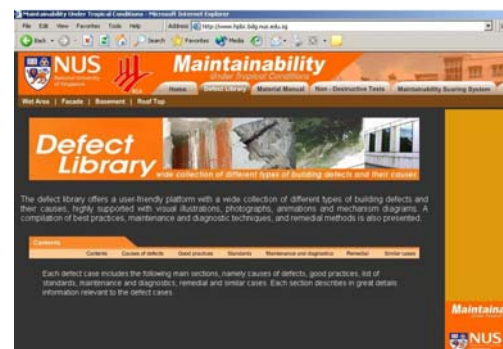 Maintainability Under Tropical Conditions - Microsoft Internet Explorer
File Edit View Favorites Tools Help Address http://www.hpbc.bdg.nus.edu.sg
Back Search Favorites Media
NUS
National University
of Singapore
BCA
Maintainability
Under Tropical Conditions
Home Defect Library Material Manual Non - Destructive Tests Maintainability Scoring System
Wet Area | Facade | Basement | Roof Top
Defect
Library
wide collection of different types of building defects and their causes
The defect library offers a user-friendly platform with a wide collection of different types of building defects and
their causes, highly supported with visual illustrations, photographs, animations and mechanism diagrams. A
compilation of best practices, maintenance and diagnostic techniques, and remedial methods is also presented.
Contents
Contents Causes of defects Good practices Standards Maintenance and diagnostics Remedial Similar cases
Each defect case includes the following main sections, namely causes of defects, good practices, list of
standards, maintenance and diagnostics, remedial and similar cases. Each section describes in great details
information relevant to the defect cases.
Maintaina
NUS